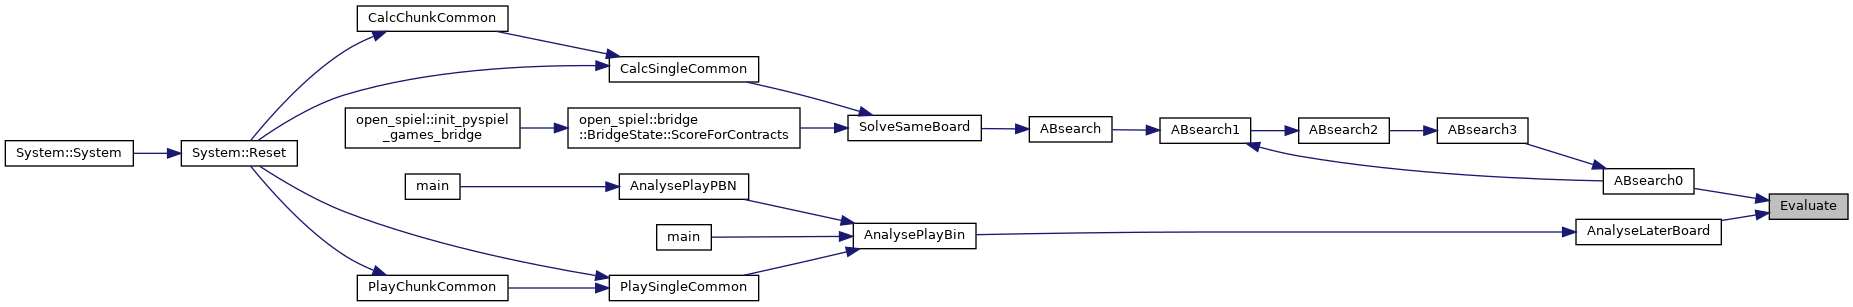 CalcChunkCommon
CalcSingleCommon
open_spiel::init_pyspiel
_games_bridge
open_spiel::bridge
::BridgeState::ScoreForContracts
SolveSameBoard
ABsearch
ABsearch1
ABsearch2
ABsearch3
System::System
System::Reset
main
AnalysePlayPBN
ABsearch0
Evaluate
main
AnalysePlayBin
AnalyseLaterBoard
PlayChunkCommon
PlaySingleCommon